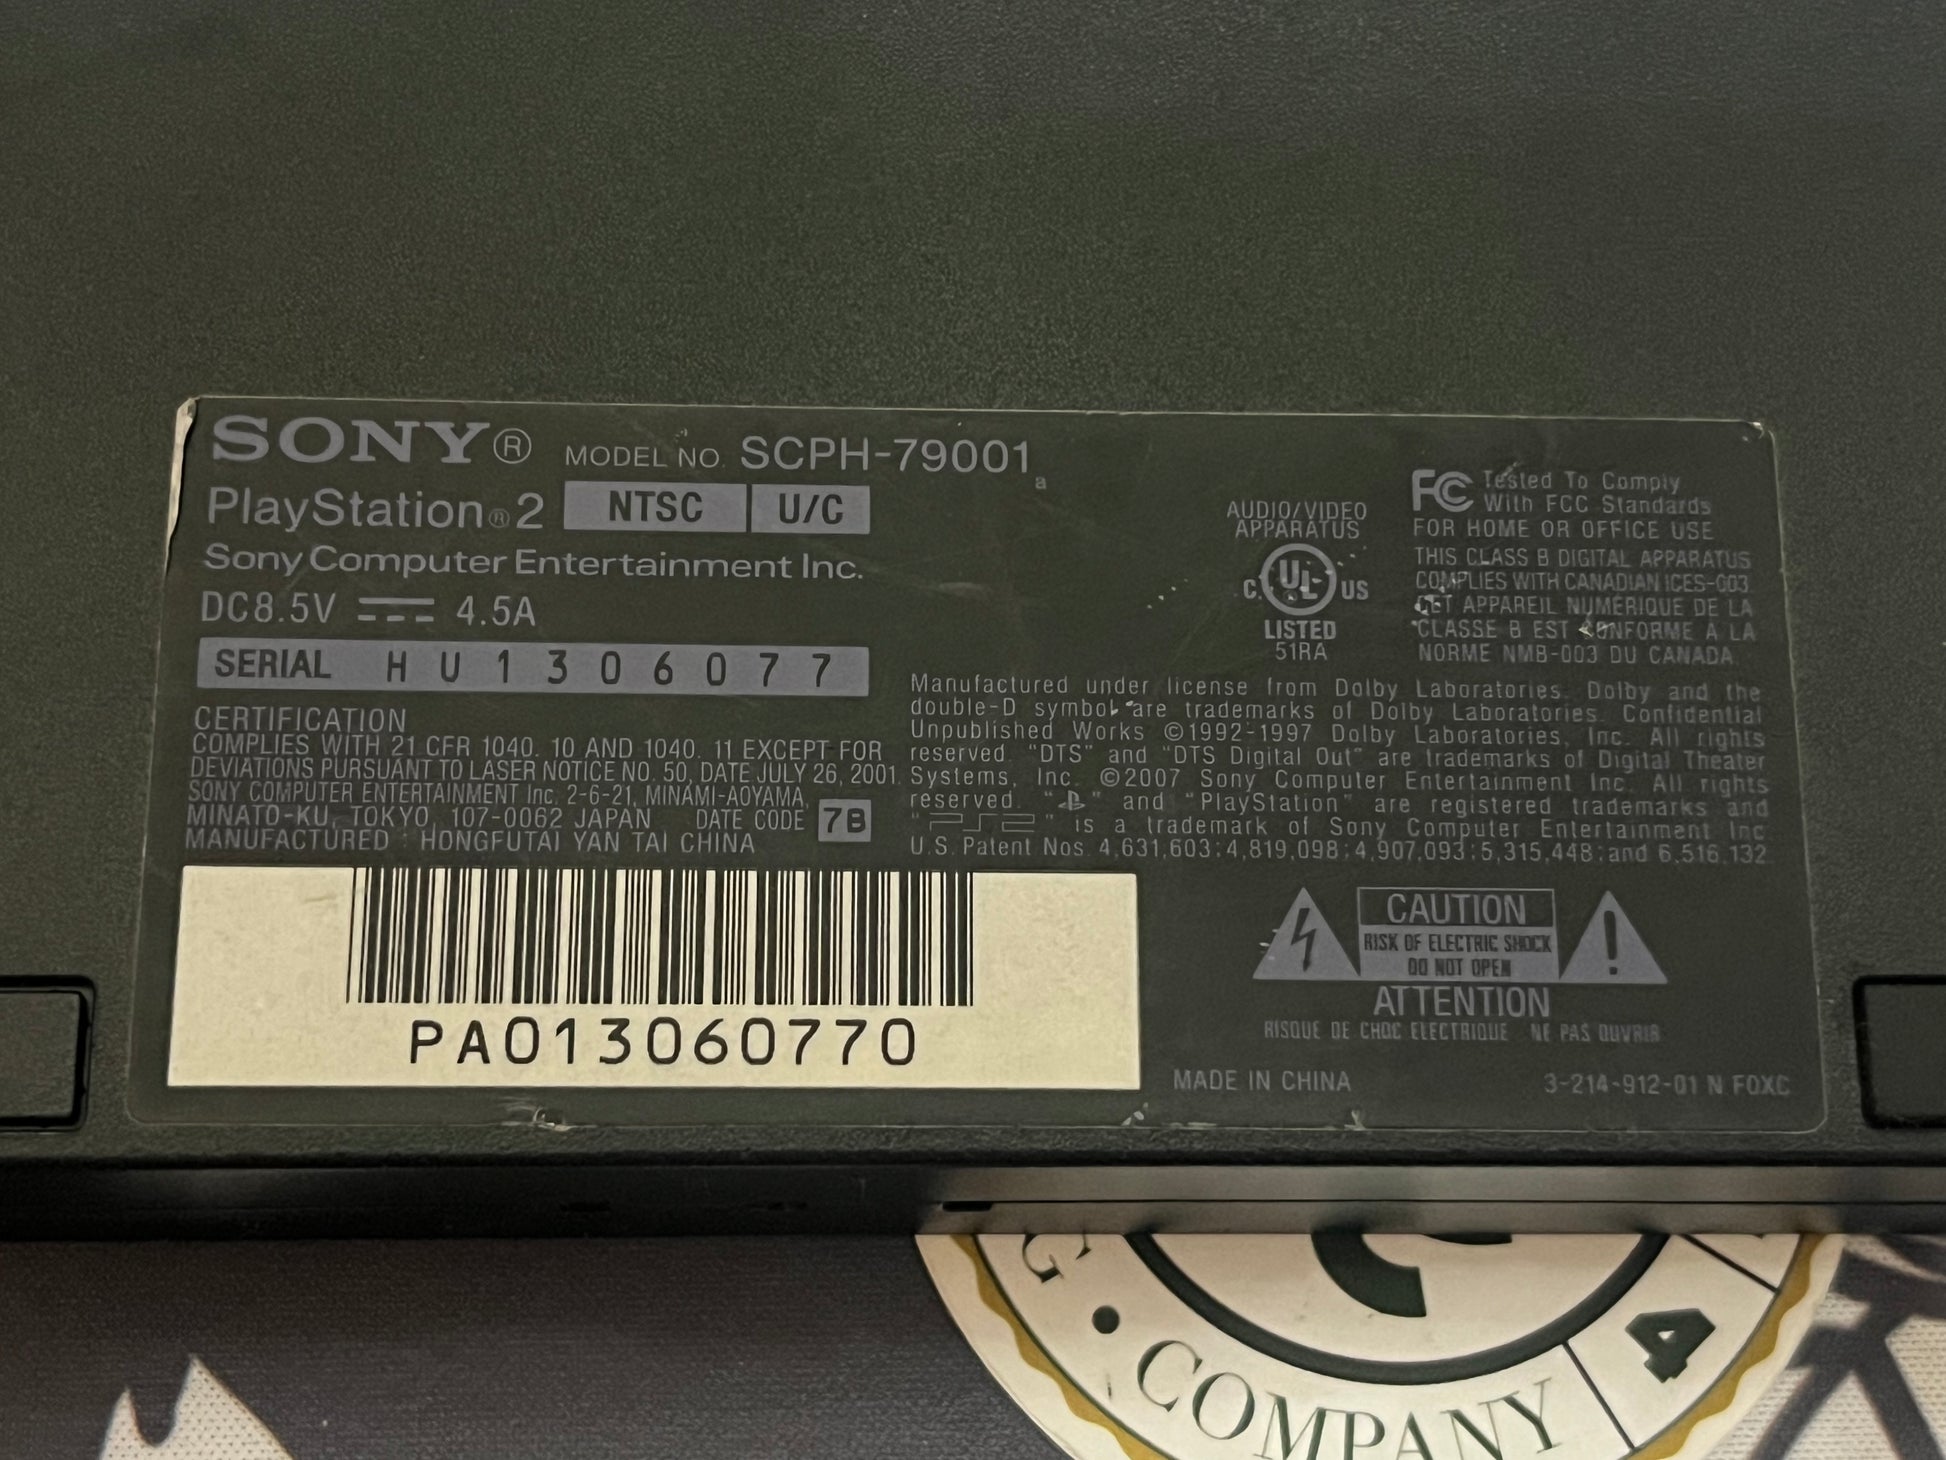 SONY® MODEL NO. SCPH-79001 a
PlayStation®2 NTSC U/C
Sony Computer Entertainment Inc.
DC8.5V 4.5A
SERIAL HU1306077
CERTIFICATION
COMPLIES WITH 21 CFR 1040. 10 AND 1040. 11 EXCEPT FOR
DEVIATIONS PURSUANT TO LASER NOTICE NO. 50, DATE JULY 26, 2001.
SONY COMPUTER ENTERTAINMENT Inc. 2-6-21, MINAMI-AOYAMA,
MINATO-KU, TOKYO, 107-0062 JAPAN DATE CODE 7B
MANUFACTURED : HONGFUTAI YAN TAI CHINA
AUDIO/VIDEO
APPARATUS
C UL US
LISTED
51RA
FC Tested To Comply
With FCC Standards
FOR HOME OR OFFICE USE
THIS CLASS B DIGITAL APPARATUS
COMPLIES WITH CANADIAN ICES-003
CET APPAREIL NUMÉRIQUE DE LA
CLASSE B EST CONFORME À LA
NORME NMB-003 DU CANADA.
Manufactured under license from Dolby Laboratories. Dolby and the
double-D symbol are trademarks of Dolby Laboratories. Confidential
Unpublished Works ©1992-1997 Dolby Laboratories, Inc. All rights
reserved. "DTS" and "DTS Digital Out" are trademarks of Digital Theater
Systems, Inc. ©2007 Sony Computer Entertainment Inc. All rights
reserved. " " and "PlayStation" are registered trademarks and
"PS2" is a trademark of Sony Computer Entertainment Inc.
U.S. Patent Nos. 4,631,603;4,819,098;4,907,093;5,315,448;and 6,516,132.
PA013060770
CAUTION
RISK OF ELECTRIC SHOCK
DO NOT OPEN
ATTENTION
RISQUE DE CHOC ELECTRIQUE NE PAS OUVRIR
MADE IN CHINA 3-214-912-01 N FOXC
G • COMPANY 4